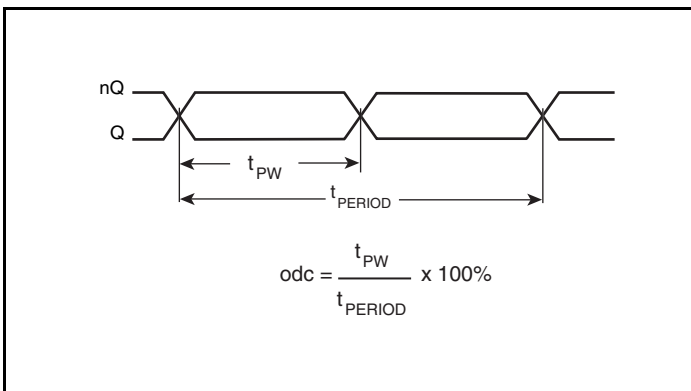 nQ
Q
tPW
tPERIOD
odc = tPW / tPERIOD x 100%